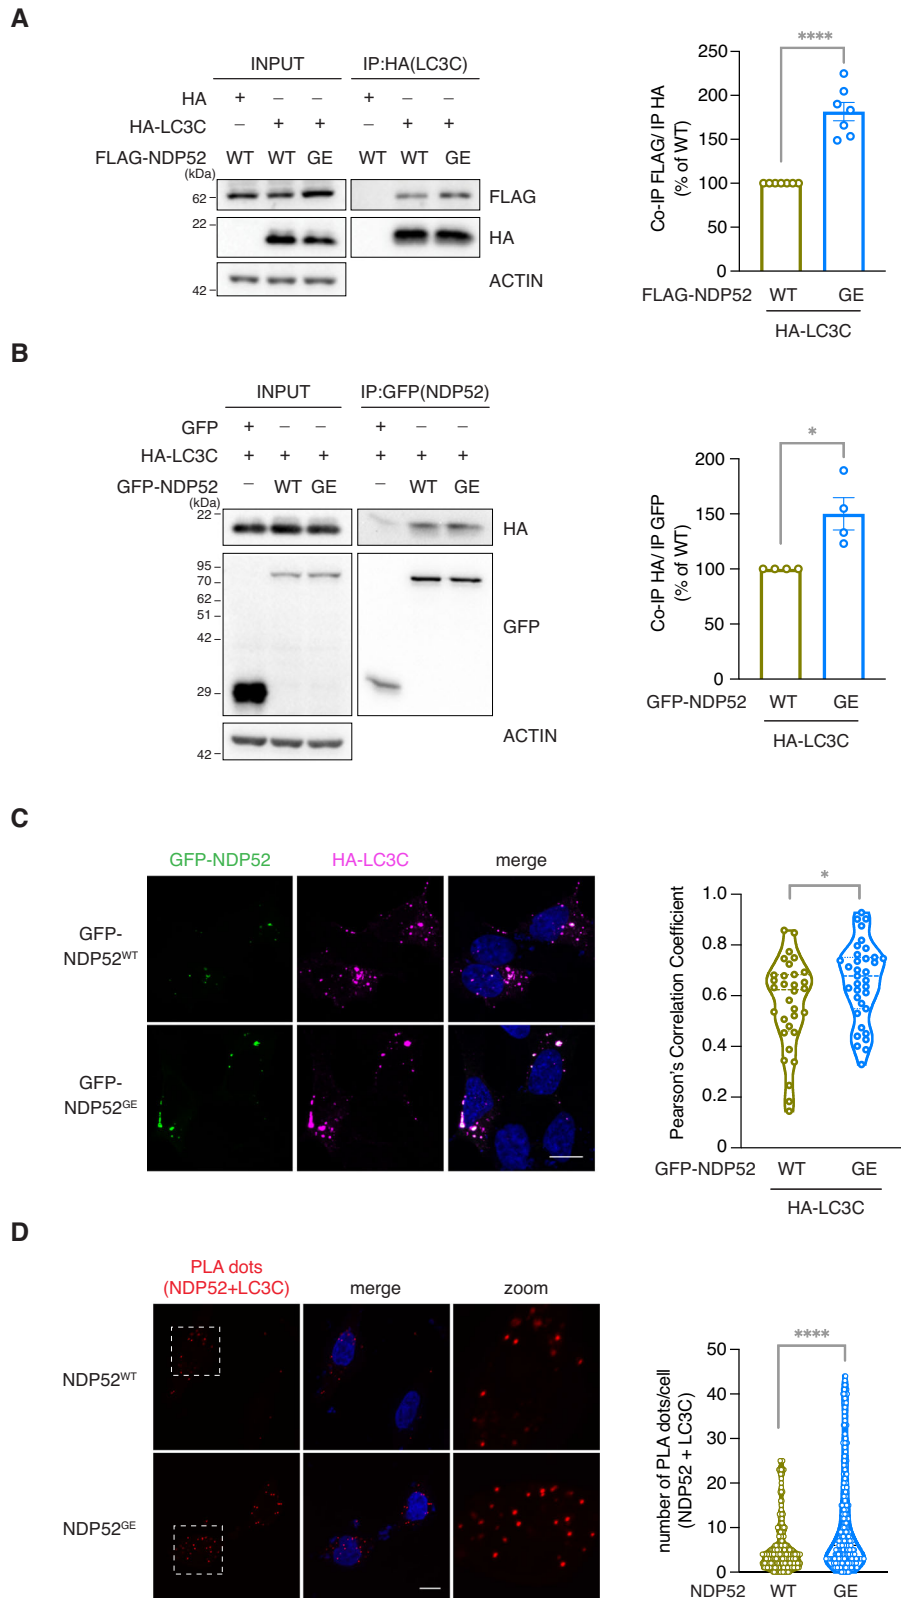 A
INPUT IP:HA(LC3C)
HA + – – + – –
HA-LC3C – + + – + +
FLAG-NDP52 WT WT GE WT WT GE
(kDa)
62 – FLAG
22 – HA
42 – ACTIN
250
200
150
100
50
0
Co-IP FLAG/ IP HA
(% of WT)
****
FLAG-NDP52 WT GE
HA-LC3C
B
INPUT IP:GFP(NDP52)
GFP + – – + – –
HA-LC3C + + + + + +
GFP-NDP52 – WT GE – WT GE
(kDa)
22 – HA
95 –
70 –
62 –
51 –
42 –
GFP
29 –
ACTIN
42 –
200
150
100
50
0
Co-IP HA/ IP GFP
(% of WT)
*
GFP-NDP52 WT GE
HA-LC3C
C
GFP-NDP52 HA-LC3C merge
GFP-
NDP52WT
GFP-
NDP52GE
1.0
0.8
0.6
0.4
0.2
0
Pearson's Correlation Coefficient
*
GFP-NDP52 WT GE
HA-LC3C
D
PLA dots
(NDP52+LC3C) merge zoom
NDP52WT
NDP52GE
50
40
30
20
10
0
number of PLA dots/cell
(NDP52 + LC3C)
****
NDP52 WT GE